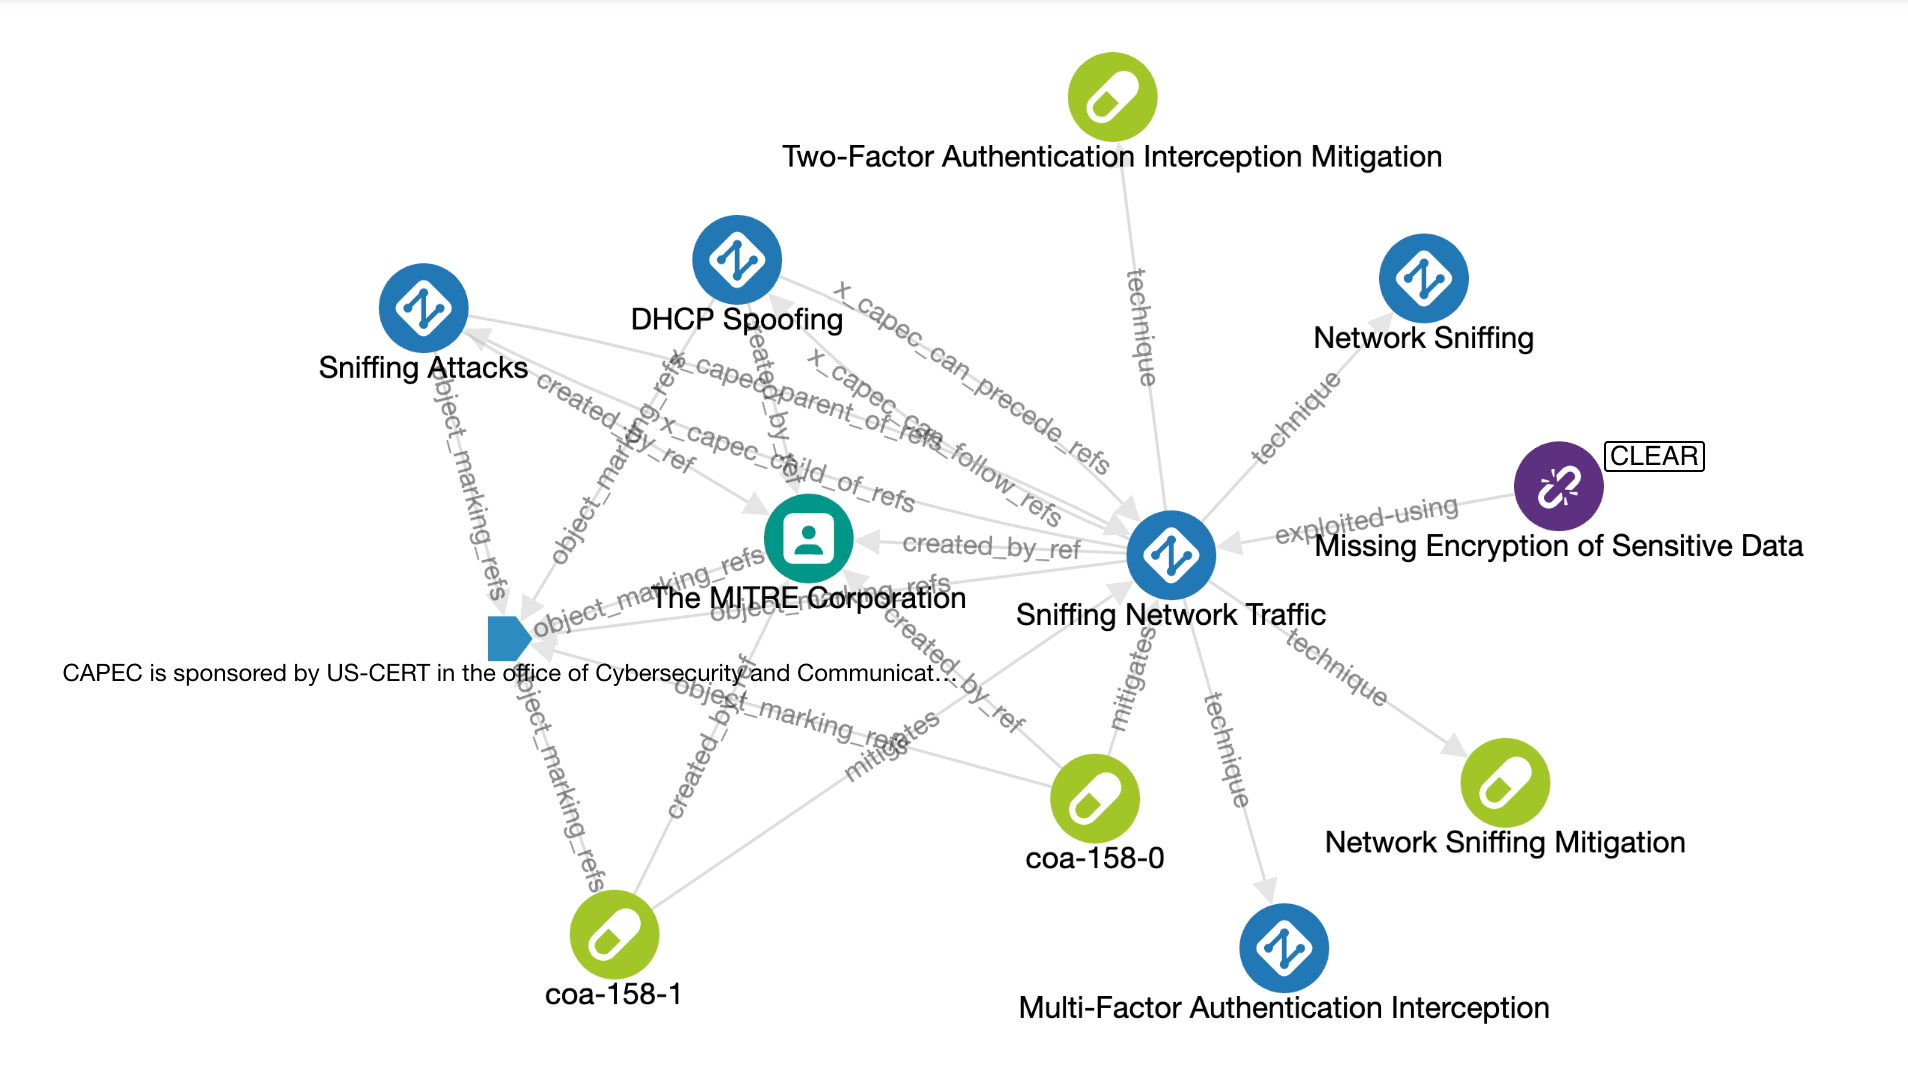 Two-Factor Authentication Interception Mitigation
technique
DHCP Spoofing
x_capec_can_precede_refs
Network Sniffing
Sniffing Attacks
object_marking_refs
created_by_ref
x_capec_parent_of_refs
x_capec_can_follow_refs
technique
created_by_ref
x_capec_child_of_refs
object_marking_refs
CLEAR
exploited-using
Missing Encryption of Sensitive Data
created_by_ref
object_marking_refs
The MITRE Corporation
object_marking_refs
Sniffing Network Traffic
CAPEC is sponsored by US-CERT in the office of Cybersecurity and Communicat...
created_by_ref
mitigates
technique
object_marking_refs
created_by_ref
object_marking_refs
mitigates
technique
coa-158-0
Network Sniffing Mitigation
coa-158-1
Multi-Factor Authentication Interception